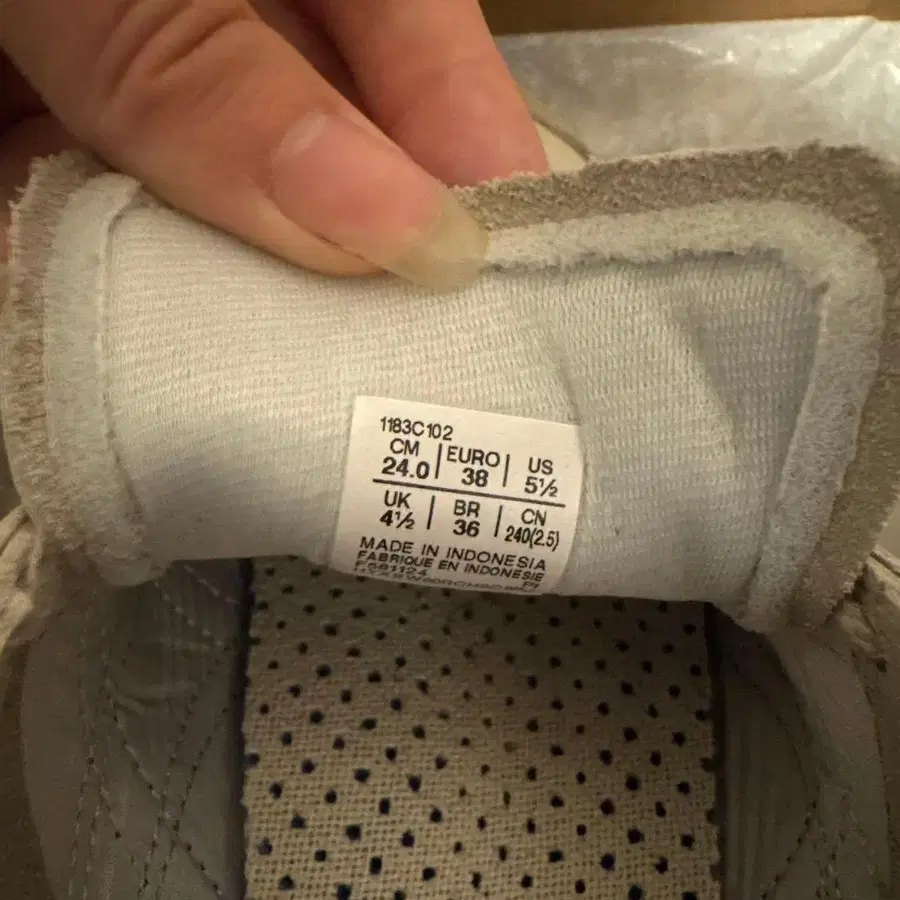 1183C102
CM 24.0 | EURO 38 | US 5½
UK 4½ | BR 36 | CN 240(2.5)
MADE IN INDONESIA
FABRIQUE EN INDONESIE
F581124